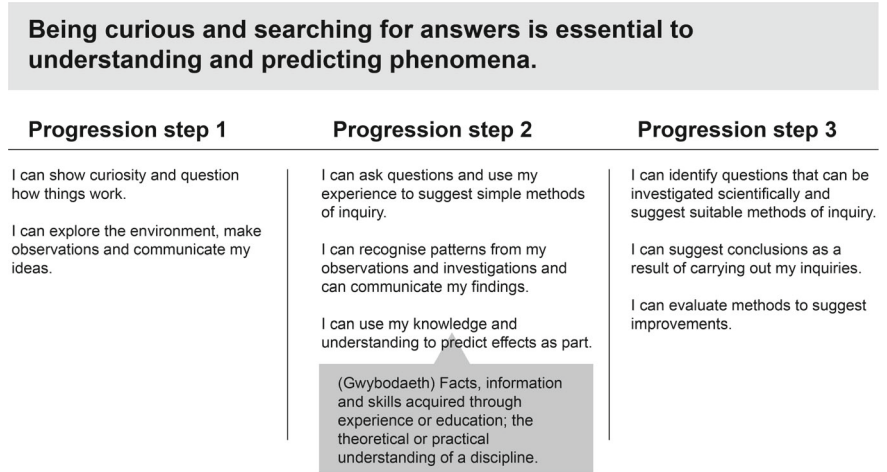 Being curious and searching for answers is essential to
understanding and predicting phenomena.
Progression step 1
I can show curiosity and question
how things work.
I can explore the environment, make
observations and communicate my
ideas.
Progression step 2
I can ask questions and use my
experience to suggest simple methods
of inquiry.
I can recognise patterns from my
observations and investigations and
can communicate my findings.
I can use my knowledge and
understanding to predict effects as part.
(Gwybodaeth) Facts, information
and skills acquired through
experience or education; the
theoretical or practical
understanding of a discipline.
Progression step 3
I can identify questions that can be
investigated scientifically and
suggest suitable methods of inquiry.
I can suggest conclusions as a
result of carrying out my inquiries.
I can evaluate methods to suggest
improvements.